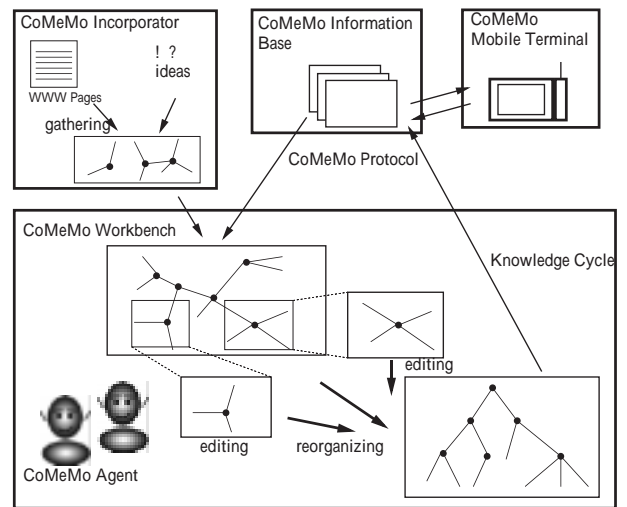 CoMeMo Incorporator
! ?
ideas
WWW Pages
gathering
CoMeMo Information
Base
CoMeMo
Mobile Terminal
CoMeMo Protocol
CoMeMo Workbench
Knowledge Cycle
editing
editing
reorganizing
CoMeMo Agent